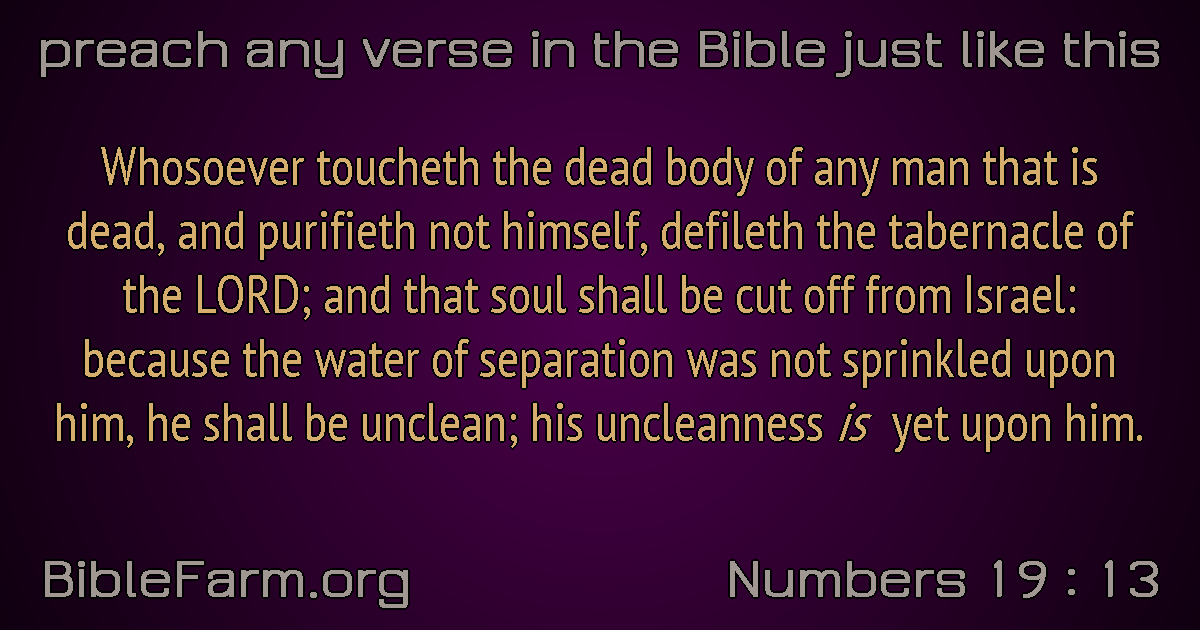 preach any verse in the Bible just like this
Whosoever toucheth the dead body of any man that is
dead, and purifieth not himself, defileth the tabernacle of
the LORD; and that soul shall be cut off from Israel:
because the water of separation was not sprinkled upon
him, he shall be unclean; his uncleanness is yet upon him.
BibleFarm.org
Numbers 19 : 13